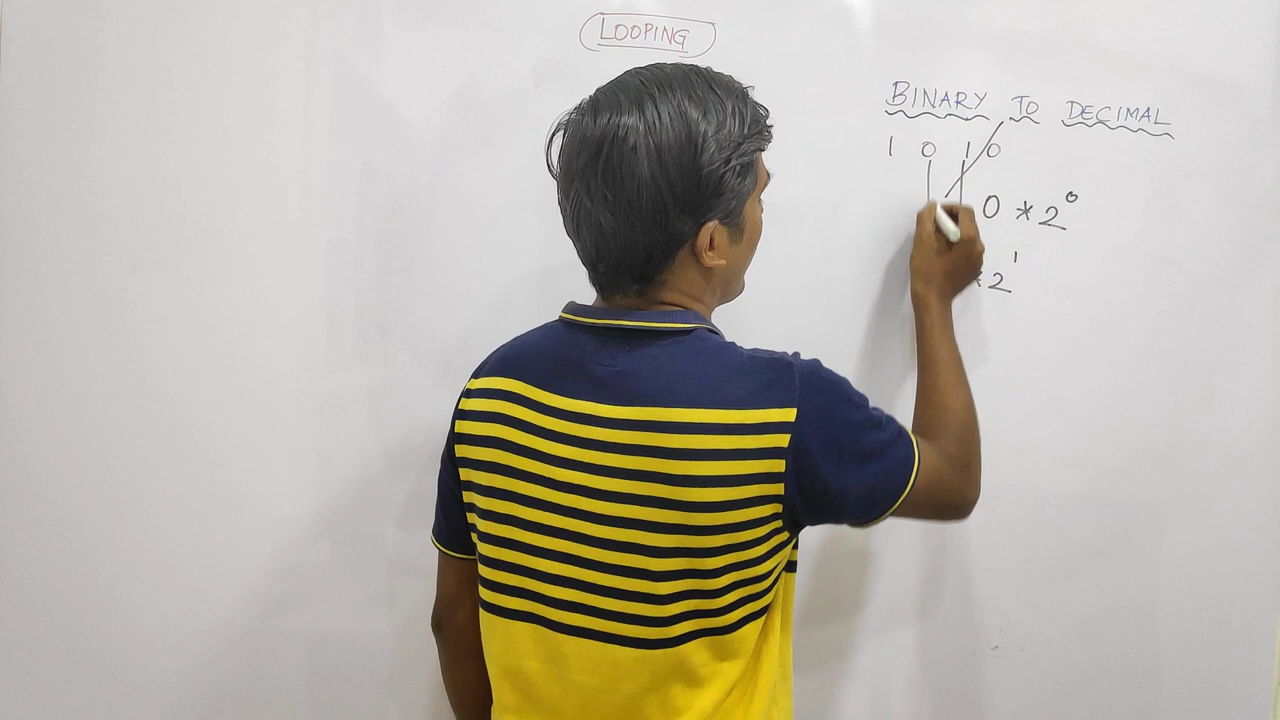 LOOPING
BINARY TO DECIMAL
1 0 1 0
0 * 2⁰
* 2¹